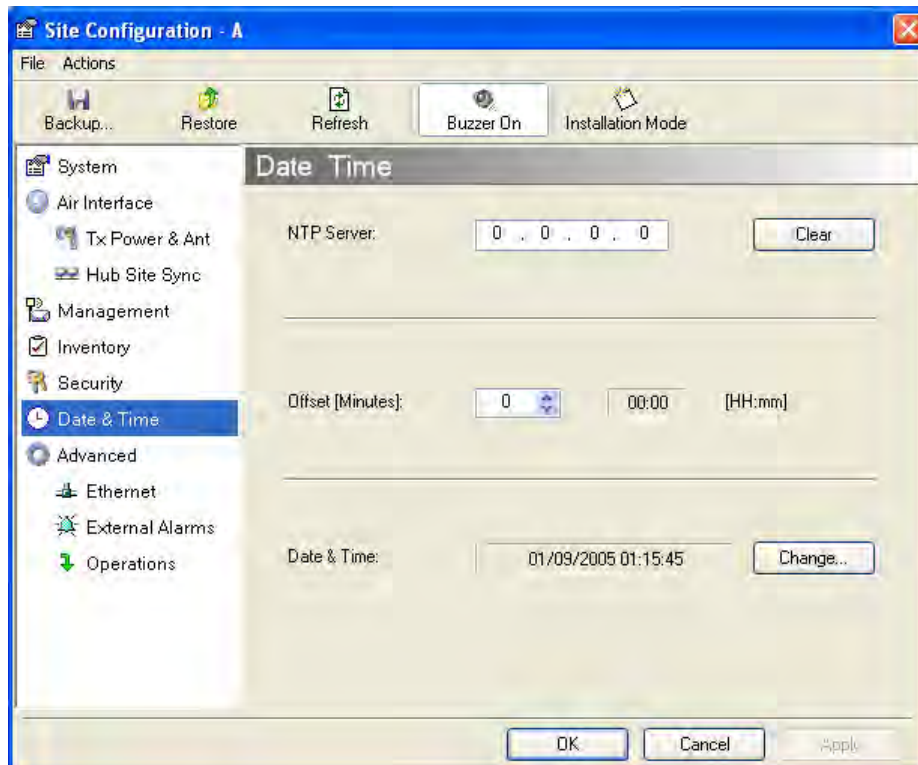 Site Configuration - A
File Actions
Backup... Restore Refresh Buzzer On Installation Mode
System
Air Interface
Tx Power & Ant
Hub Site Sync
Management
Inventory
Security
Date & Time
Advanced
Ethernet
External Alarms
Operations
Date Time
NTP Server: 0 . 0 . 0 . 0 Clear
Offset [Minutes]: 0 00:00 [HH:mm]
Date & Time: 01/09/2005 01:15:45 Change...
OK Cancel Apply